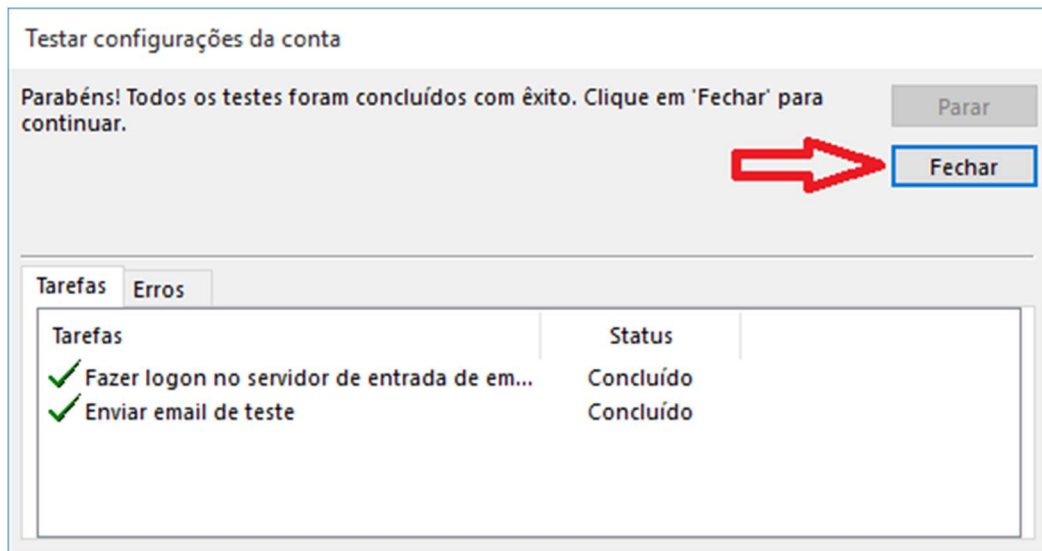 Testar configurações da conta
Parabéns! Todos os testes foram concluídos com êxito. Clique em 'Fechar' para
continuar.
Parar
Fechar
Tarefas Erros
Tarefas Status
Fazer logon no servidor de entrada de em... Concluído
Enviar email de teste Concluído